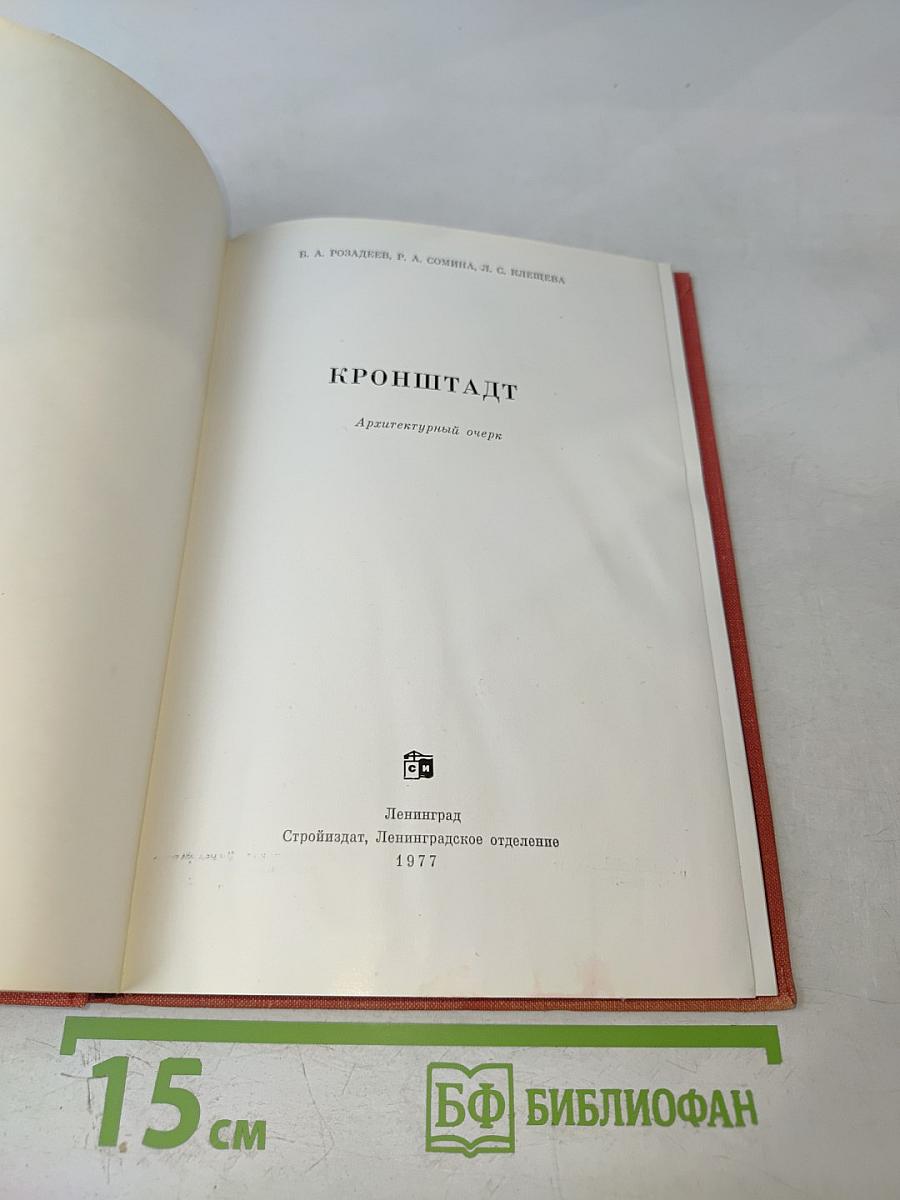 Б. А. РОЗАДЕЕВ, Р. А. СОМИНА, Л. С. КЛЕЩЕВА
КРОНШТАДТ
Архитектурный очерк
СИ
Ленинград
Стройиздат, Ленинградское отделение
1977
15 см
БФ БИБЛИОФАН